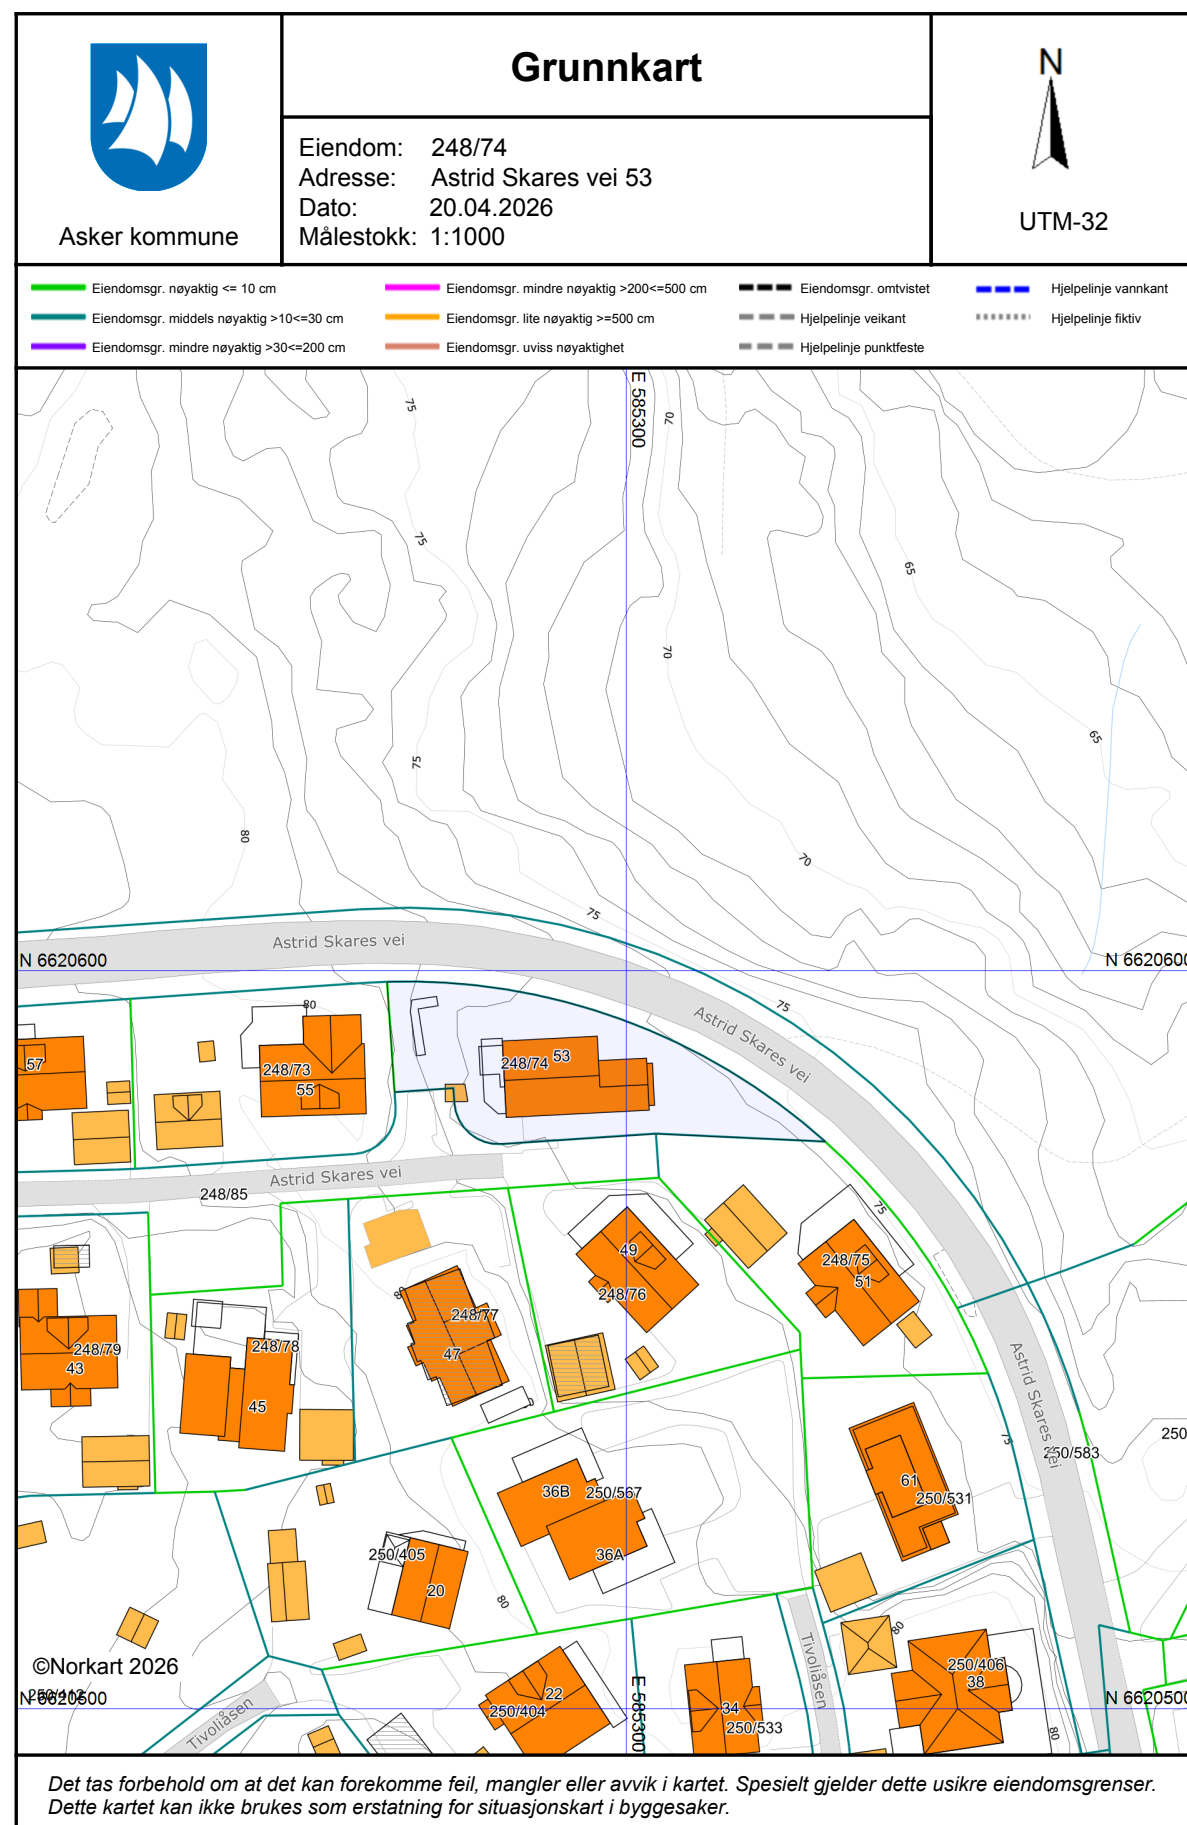 Grunnkart
N
Eiendom: 248/74
Adresse: Astrid Skares vei 53
Dato: 20.04.2026
Målestokk: 1:1000
Asker kommune
UTM-32
Eiendomsgr. nøyaktig <= 10 cm
Eiendomsgr. mindre nøyaktig >200<=500 cm
Eiendomsgr. omtvistet
Hjelpelinje vannkant
Eiendomsgr. middels nøyaktig >10<=30 cm
Eiendomsgr. lite nøyaktig >=500 cm
Hjelpelinje veikant
Hjelpelinje fiktiv
Eiendomsgr. mindre nøyaktig >30<=200 cm
Eiendomsgr. uviss nøyaktighet
Hjelpelinje punktfeste
E 585300
75
70
75
65
70
65
75
80
70
75
Astrid Skares vei
N 6620600
N 6620600
80
75
Astrid Skares vei
57
248/73
55
248/74
53
Astrid Skares vei
248/85
75
49
248/75
51
248/76
80
248/77
47
248/79
43
248/78
45
Astrid Skares vei
75
250/583
250
61
250/531
36B
250/567
36A
250/405
20
80
80
©Norkart 2026
N 6620500
Tivoliåsen
22
250/404
E 585300
34
250/533
Tivoliåsen
250/406
38
N 6620500
80
Det tas forbehold om at det kan forekomme feil, mangler eller avvik i kartet. Spesielt gjelder dette usikre eiendomsgrenser.
Dette kartet kan ikke brukes som erstatning for situasjonskart i byggesaker.